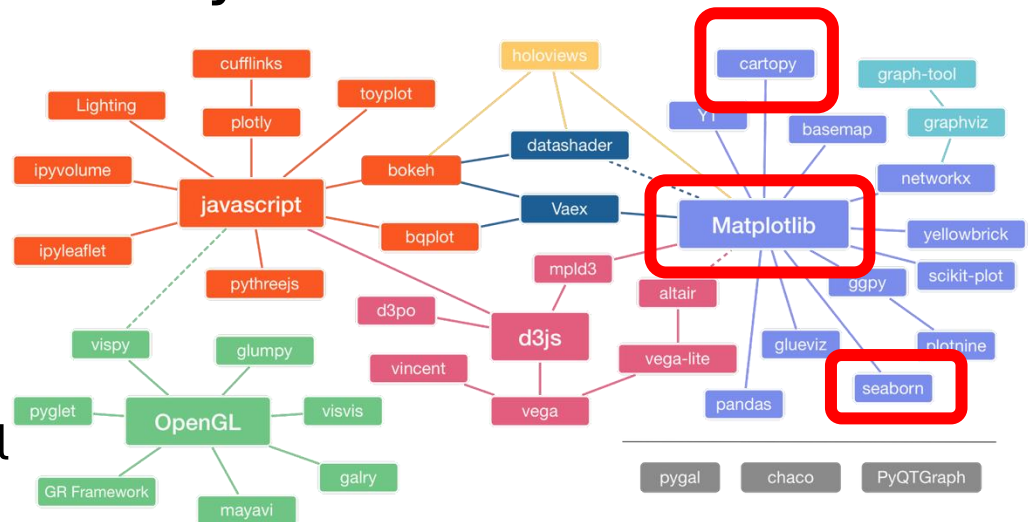 cufflinks
holoviews
cartopy
graph-tool
Lighting
toyplot
plotly
YT
basemap
graphviz
datashader
ipyvolume
bokeh
networkx
javascript
Vaex
Matplotlib
bqplot
yellowbrick
ipyleaflet
mpld3
scikit-plot
pythreejs
altair
ggpy
d3po
d3js
vispy
glumpy
glueviz
plotnine
vincent
vega-lite
seaborn
pyglet
OpenGL
visvis
vega
pandas
galry
pygal
chaco
PyQTGraph
GR Framework
mayavi